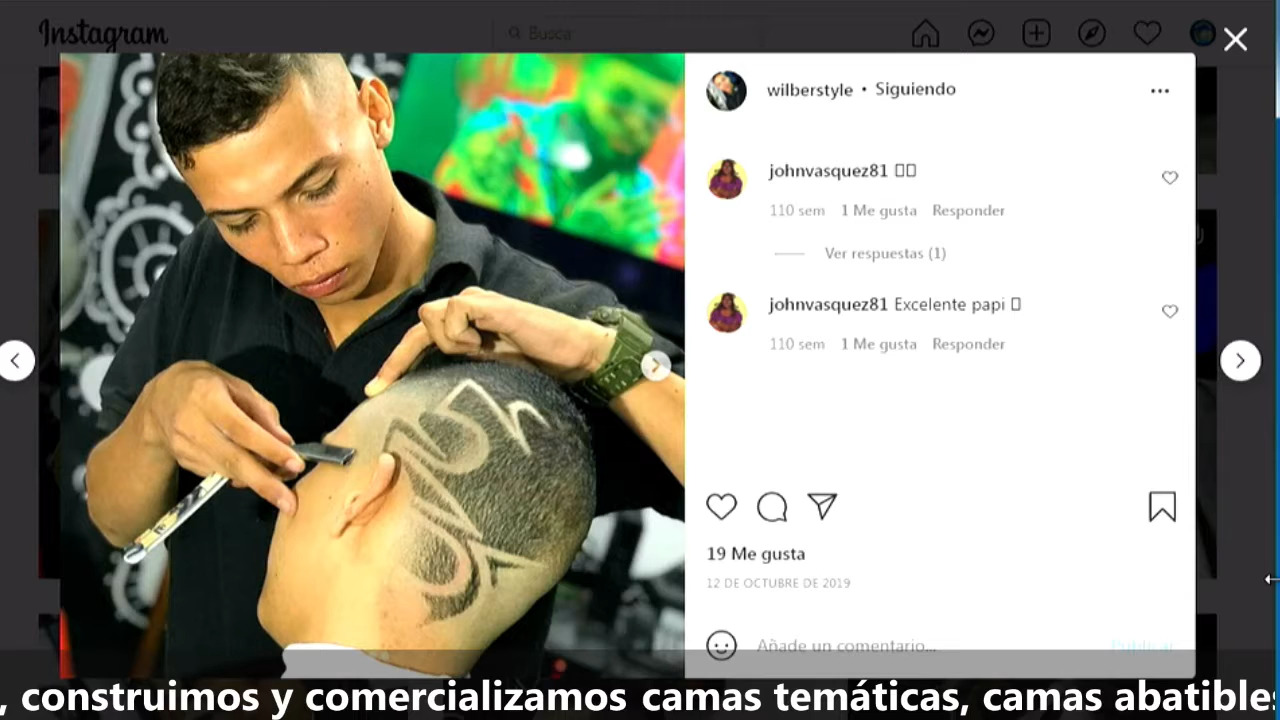 Instagram
Busca
wilberstyle • Siguiendo
johnvasquez81
110 sem 1 Me gusta Responder
Ver respuestas (1)
johnvasquez81 Excelente papi
110 sem 1 Me gusta Responder
19 Me gusta
12 DE OCTUBRE DE 2019
Añade un comentario... Publicar
, construimos y comercializamos camas temáticas, camas abatibles